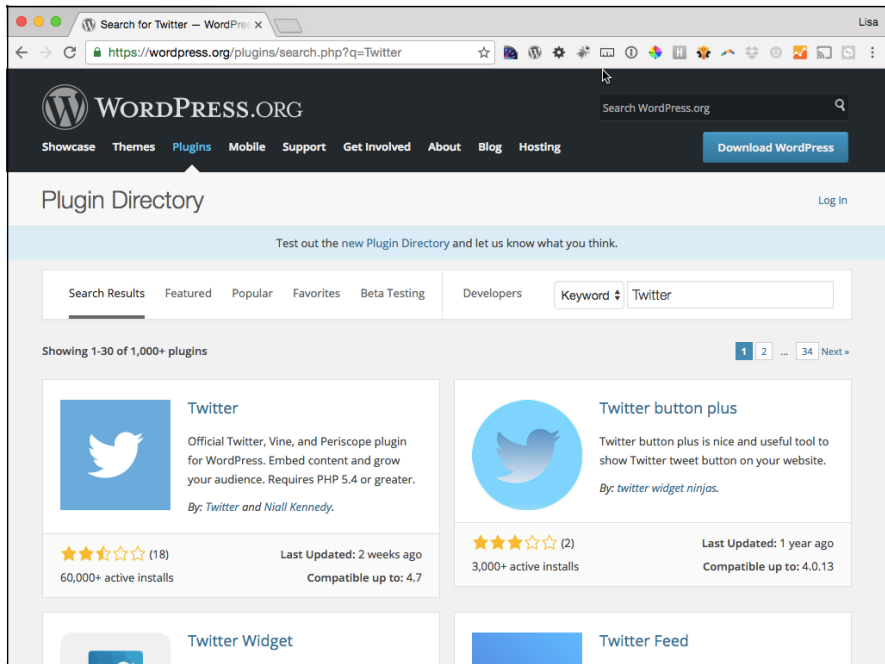 Search for Twitter — WordPre
Lisa
https://wordpress.org/plugins/search.php?q=Twitter
WORDPRESS.ORG
Search WordPress.org
Showcase Themes Plugins Mobile Support Get Involved About Blog Hosting
Download WordPress
Plugin Directory
Log In
Test out the new Plugin Directory and let us know what you think.
Search Results Featured Popular Favorites Beta Testing Developers Keyword Twitter
Showing 1-30 of 1,000+ plugins
1 2 ... 34 Next »
Twitter
Official Twitter, Vine, and Periscope plugin
for WordPress. Embed content and grow
your audience. Requires PHP 5.4 or greater.
By: Twitter and Niall Kennedy.
(18)
60,000+ active installs
Last Updated: 2 weeks ago
Compatible up to: 4.7
Twitter button plus
Twitter button plus is nice and useful tool to
show Twitter tweet button on your website.
By: twitter widget ninjas.
(2)
3,000+ active installs
Last Updated: 1 year ago
Compatible up to: 4.0.13
Twitter Widget
Twitter Feed